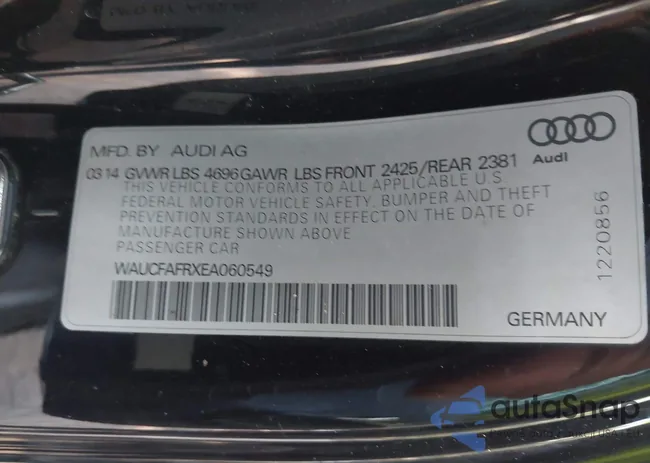 MFD. BY AUDI AG
Audi
0314 GVWR LBS 4696 GAWR LBS FRONT 2425/REAR 2381
THIS VEHICLE CONFORMS TO ALL APPLICABLE U.S.
FEDERAL MOTOR VEHICLE SAFETY, BUMPER AND THEFT
PREVENTION STANDARDS IN EFFECT ON THE DATE OF
MANUFACTURE SHOWN ABOVE
PASSENGER CAR
WAUCFAFRXEA060549
1220856
GERMANY
autoSnap